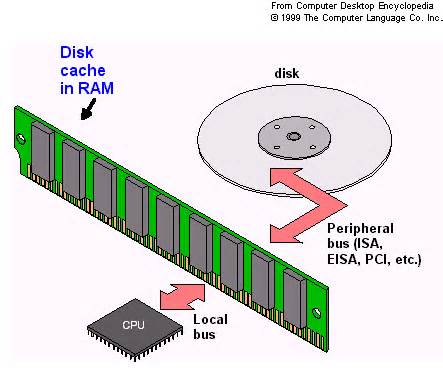 From Computer Desktop Encyclopedia
© 1999 The Computer Language Co. Inc.
Disk
cache
in RAM
disk
Peripheral
bus (ISA,
EISA, PCI, etc.)
Local
bus
CPU